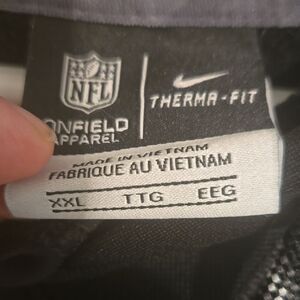 NFL
THERMA-FIT
ONFIELD
APPAREL
MADE IN VIETNAM
FABRIQUE AU VIETNAM
XXL TTG EEG